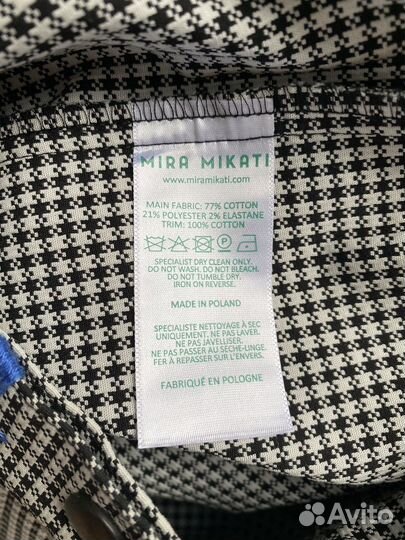 MIRA MIKATI
www.miramikati.com
MAIN FABRIC: 77% COTTON
21% POLYESTER 2% ELASTANE
TRIM: 100% COTTON
SPECIALIST DRY CLEAN ONLY.
DO NOT WASH. DO NOT BLEACH.
DO NOT TUMBLE DRY.
IRON ON REVERSE.
MADE IN POLAND
SPECIALISTE NETTOYAGE À SEC
UNIQUEMENT. NE PAS LAVER.
NE PAS JAVELLISER.
NE PAS PASSER AU SECHE-LINGE.
FER À REPASSER EN L'ENVERS.
FABRIQUÉ EN POLOGNE
Avito